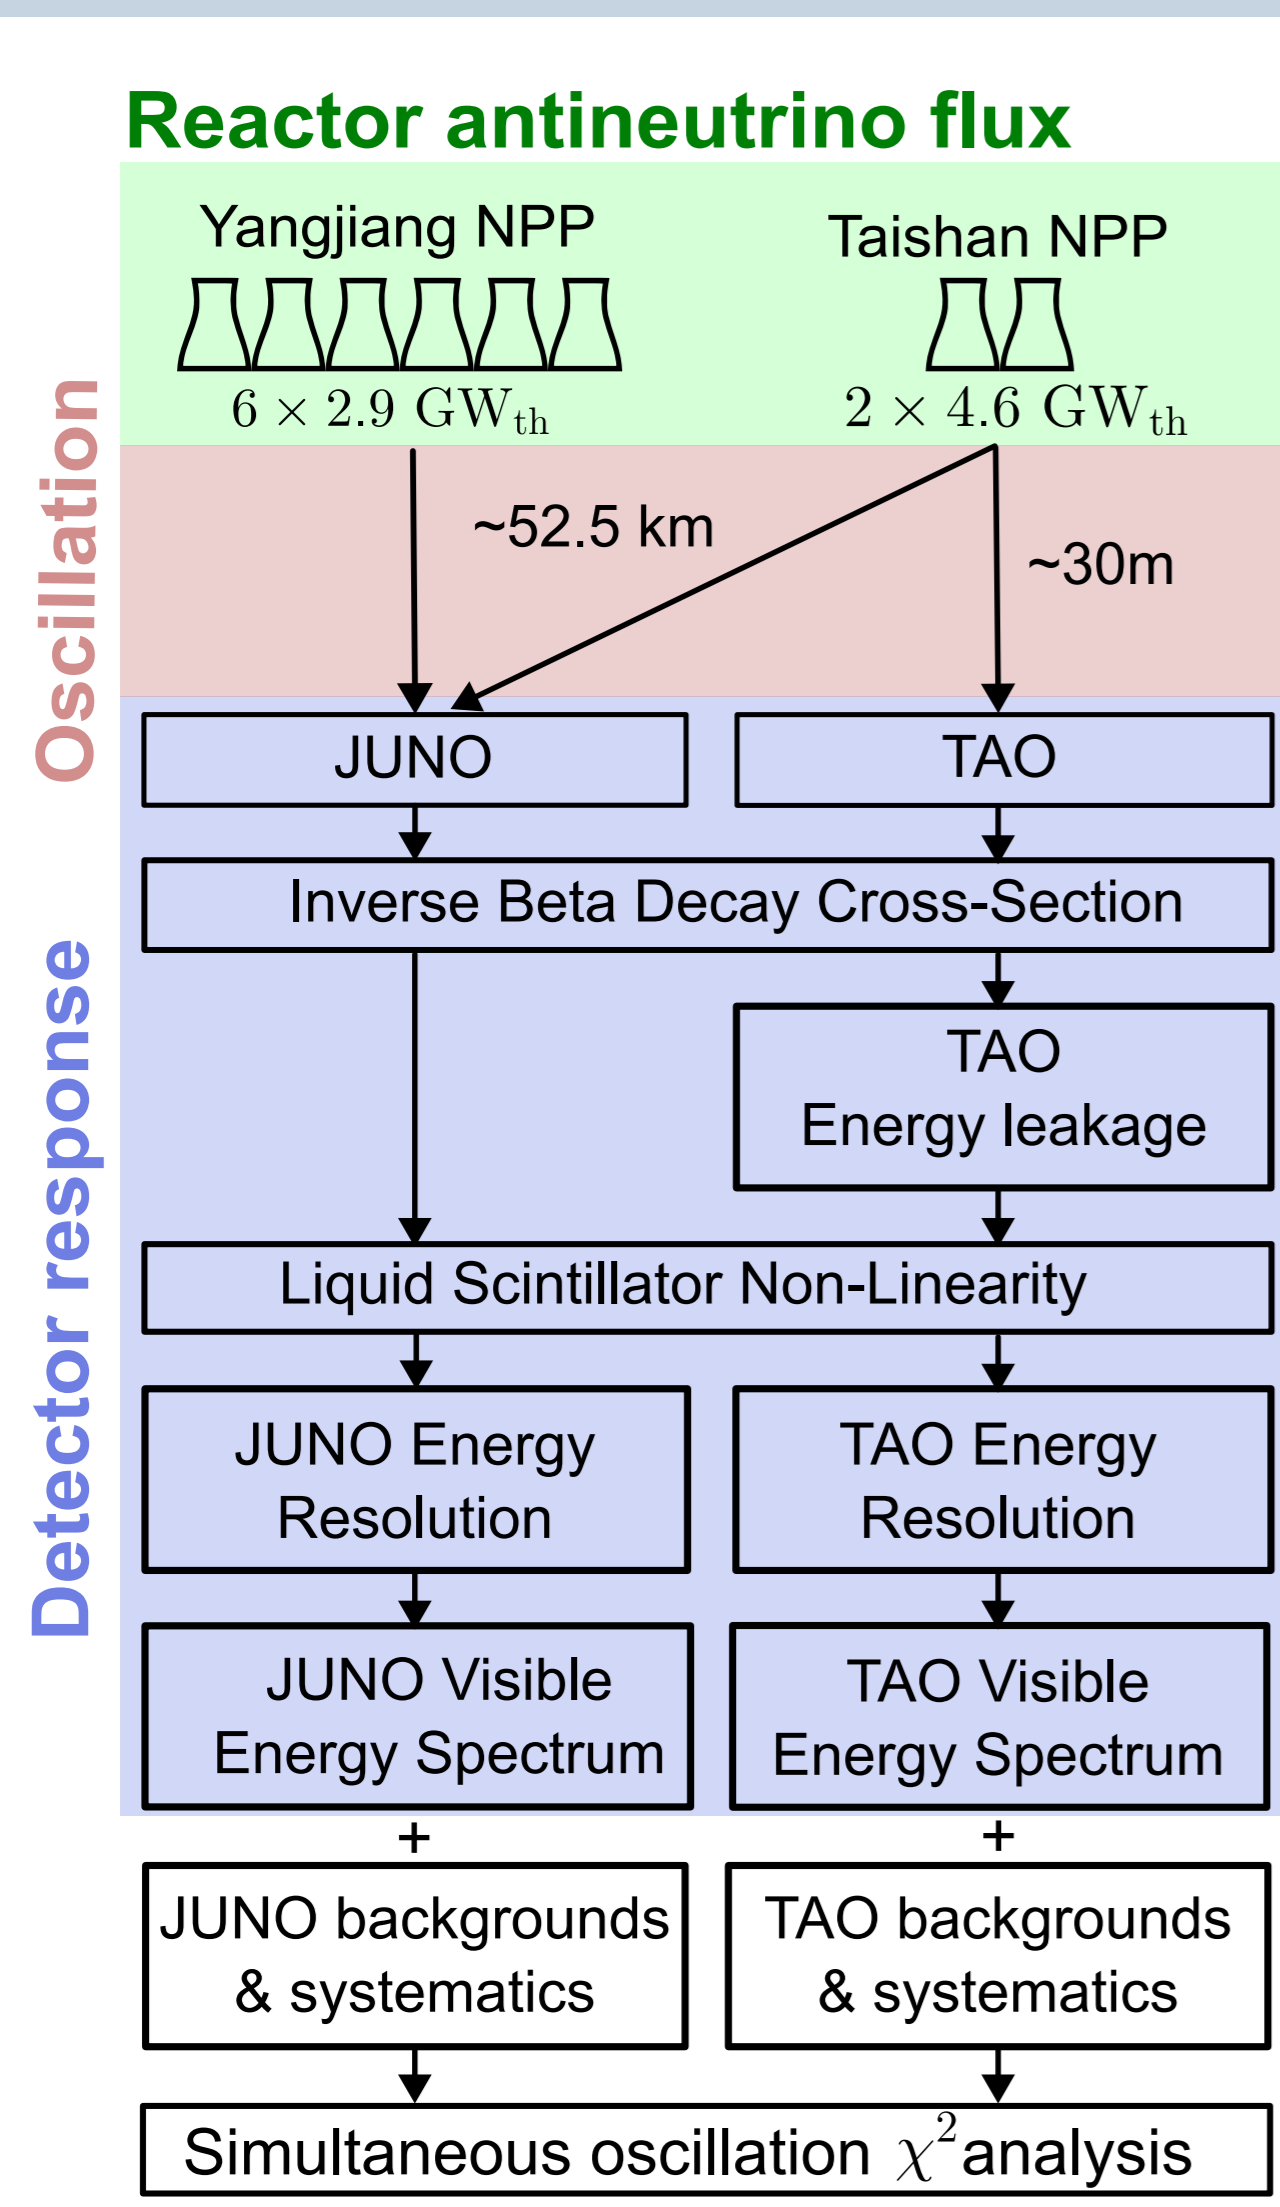 Reactor antineutrino flux
Yangjiang NPP
Taishan NPP
6 × 2.9 GW_th
2 × 4.6 GW_th
Oscillation
~52.5 km
~30m
Detector response
JUNO
TAO
Inverse Beta Decay Cross-Section
TAO
Energy leakage
Liquid Scintillator Non-Linearity
JUNO Energy
Resolution
TAO Energy
Resolution
JUNO Visible
Energy Spectrum
TAO Visible
Energy Spectrum
+
+
JUNO backgrounds
& systematics
TAO backgrounds
& systematics
Simultaneous oscillation χ² analysis